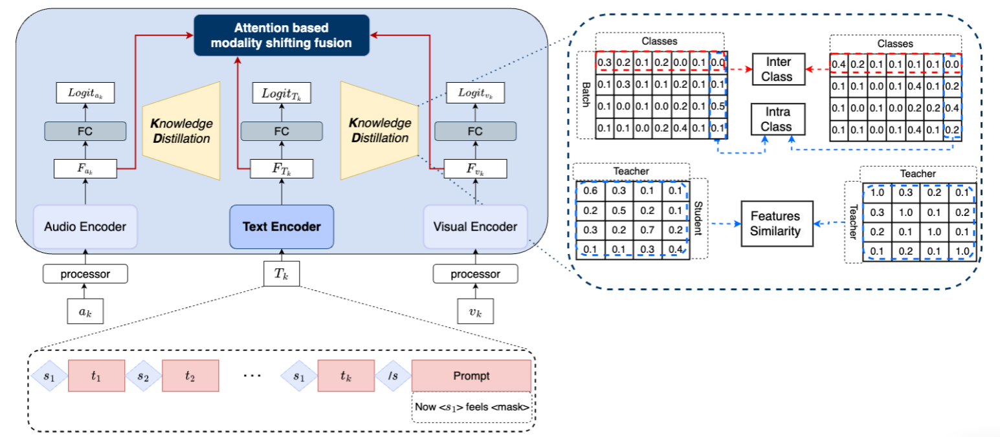 Attention based
modality shifting fusion
Logit_{a_k}
Logit_{T_k}
Logit_{v_k}
Knowledge
Distillation
Knowledge
Distillation
FC
FC
FC
F_{a_k}
F_{T_k}
F_{v_k}
Audio Encoder
Text Encoder
Visual Encoder
processor
T_k
processor
a_k
v_k
s_1 t_1 s_2 t_2 ... s_1 t_k /s Prompt
Now <s_1> feels <mask>
Classes
Batch
0.3 0.2 0.1 0.2 0.0 0.1 0.0
0.1 0.3 0.1 0.1 0.2 0.1 0.1
0.1 0.0 0.1 0.0 0.2 0.1 0.5
0.1 0.1 0.0 0.2 0.4 0.1 0.1
Inter
Class
Intra
Class
Classes
0.4 0.2 0.1 0.1 0.1 0.1 0.0
0.1 0.1 0.0 0.1 0.4 0.1 0.2
0.1 0.0 0.1 0.0 0.2 0.2 0.4
0.1 0.1 0.0 0.1 0.4 0.1 0.2
Teacher
0.6 0.3 0.1 0.1
0.2 0.5 0.2 0.1
0.3 0.2 0.7 0.2
0.1 0.1 0.3 0.4
Student
Features
Similarity
Teacher
Teacher
1.0 0.3 0.2 0.1
0.3 1.0 0.1 0.2
0.2 0.1 1.0 0.1
0.1 0.2 0.1 1.0